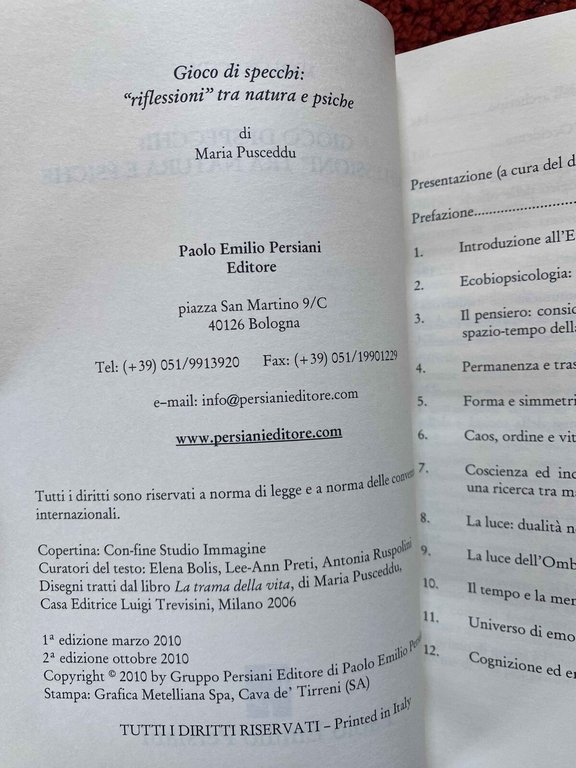 Gioco di specchi:
“riflessioni” tra natura e psiche
di
Maria Pusceddu
Paolo Emilio Persiani
Editore
piazza San Martino 9/C
40126 Bologna
Tel: (+39) 051/9913920 Fax: (+39) 051/19901229
e–mail: info@persianieditore.com
www.persianieditore.com
Tutti i diritti sono riservati a norma di legge e a norma delle
internazionali.
Copertina: Con-fine Studio Immagine
Curatori del testo: Elena Bolis, Lee-Ann Preti, Antonia Ruspolini
Disegni tratti dal libro La trama della vita, di Maria Pusceddu,
Casa Editrice Luigi Trevisini, Milano 2006
1ª edizione marzo 2010
2ª edizione ottobre 2010
Copyright © 2010 by Gruppo Persiani Editore di Paolo Emilio
Stampa: Grafica Metelliana Spa, Cava de’ Tirreni (SA)
TUTTI I DIRITTI RISERVATI – Printed in Italy
Presentazione (a cura del d
Prefazione
1. Introduzione all’E
2. Ecobiopsicologia:
3. Il pensiero: consid
spazio-tempo della
4. Permanenza e tras
5. Forma e simmetri
6. Caos, ordine e vit
7. Coscienza ed inc
una ricerca tra m
8. La luce: dualità n
9. La luce dell’Omb
10. Il tempo e la mer
11. Universo di emo
12. Cognizione ed e